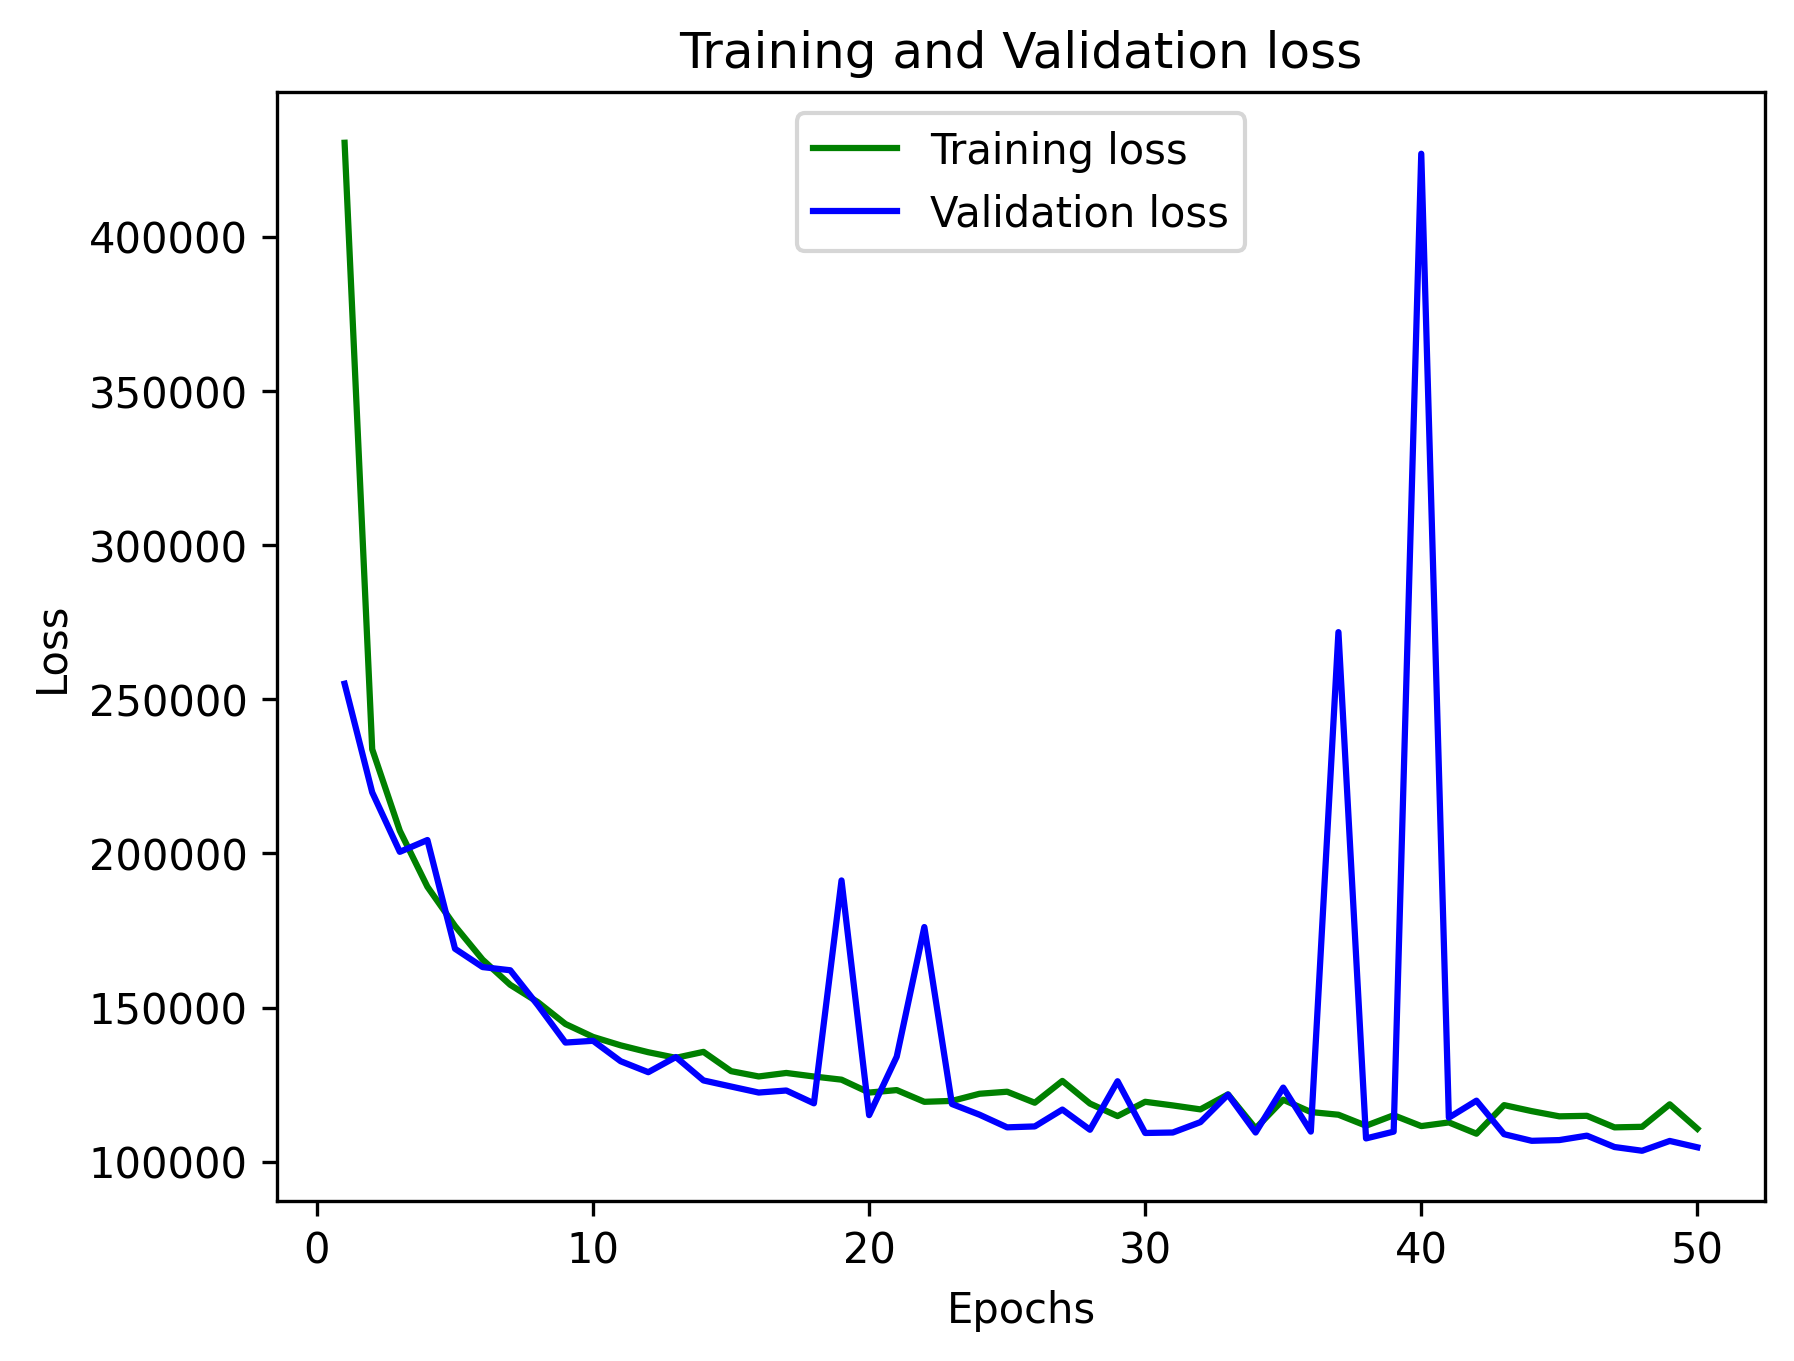 Training and Validation loss
Training loss
Validation loss
400000
350000
300000
250000
200000
150000
100000
Loss
0 10 20 30 40 50
Epochs